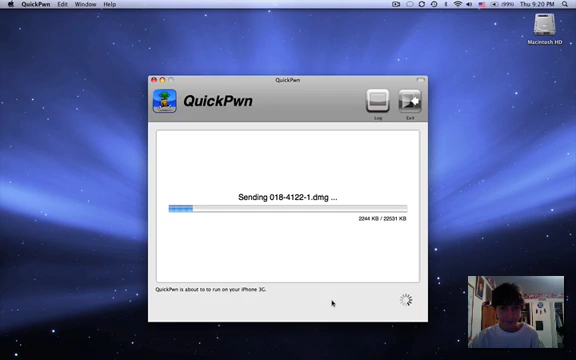 QuickPwn Edit Window Help
(99%) Thu 9:20 PM
Macintosh HD
QuickPwn
QuickPwn
Log
Exit
Sending 018-4122-1.dmg ...
2244 KB / 22531 KB
QuickPwn is about to to run on your iPhone 3G.